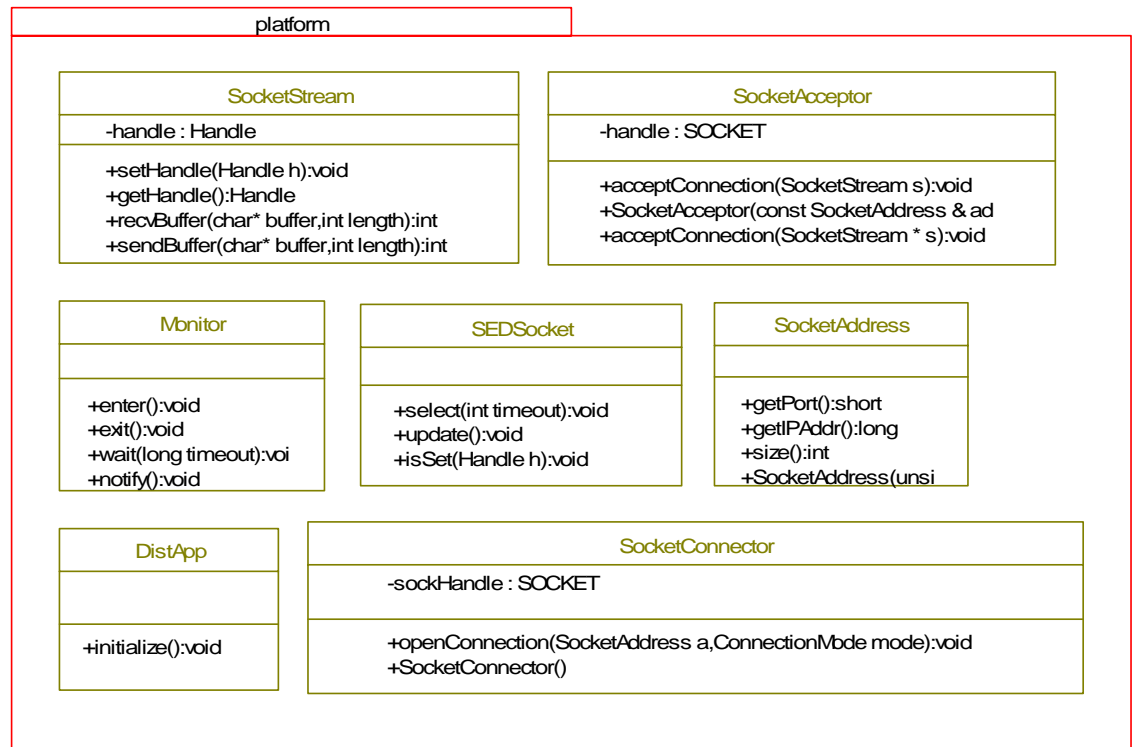 platform
SocketStream
-handle : Handle
+setHandle(Handle h):void
+getHandle():Handle
+recvBuffer(char* buffer,int length):int
+sendBuffer(char* buffer,int length):int
SocketAcceptor
-handle : SOCKET
+acceptConnection(SocketStream s):void
+SocketAcceptor(const SocketAddress & ad
+acceptConnection(SocketStream * s):void
Monitor
+enter():void
+exit():void
+wait(long timeout):voi
+notify():void
SEDSocket
+select(int timeout):void
+update():void
+isSet(Handle h):void
SocketAddress
+getPort():short
+getIPAddr():long
+size():int
+SocketAddress(unsi
DistApp
+initialize():void
SocketConnector
-sockHandle : SOCKET
+openConnection(SocketAddress a,ConnectionMode mode):void
+SocketConnector()